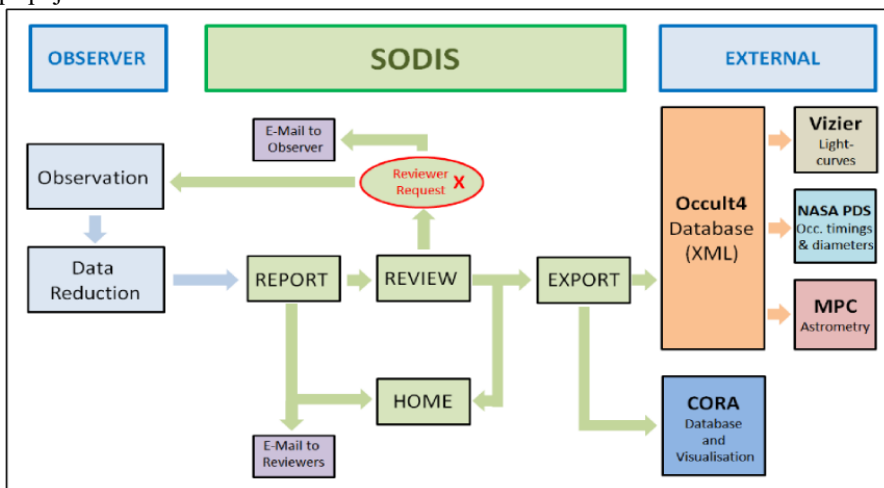 OBSERVER
SODIS
EXTERNAL
E-Mail to
Observer
Reviewer
Request X
Observation
Data
Reduction
REPORT
REVIEW
EXPORT
HOME
E-Mail to
Reviewers
Occult4
Database
(XML)
Vizier
Light-
curves
NASA PDS
Occ. timings
& diameters
MPC
Astrometry
CORA
Database
and
Visualisation